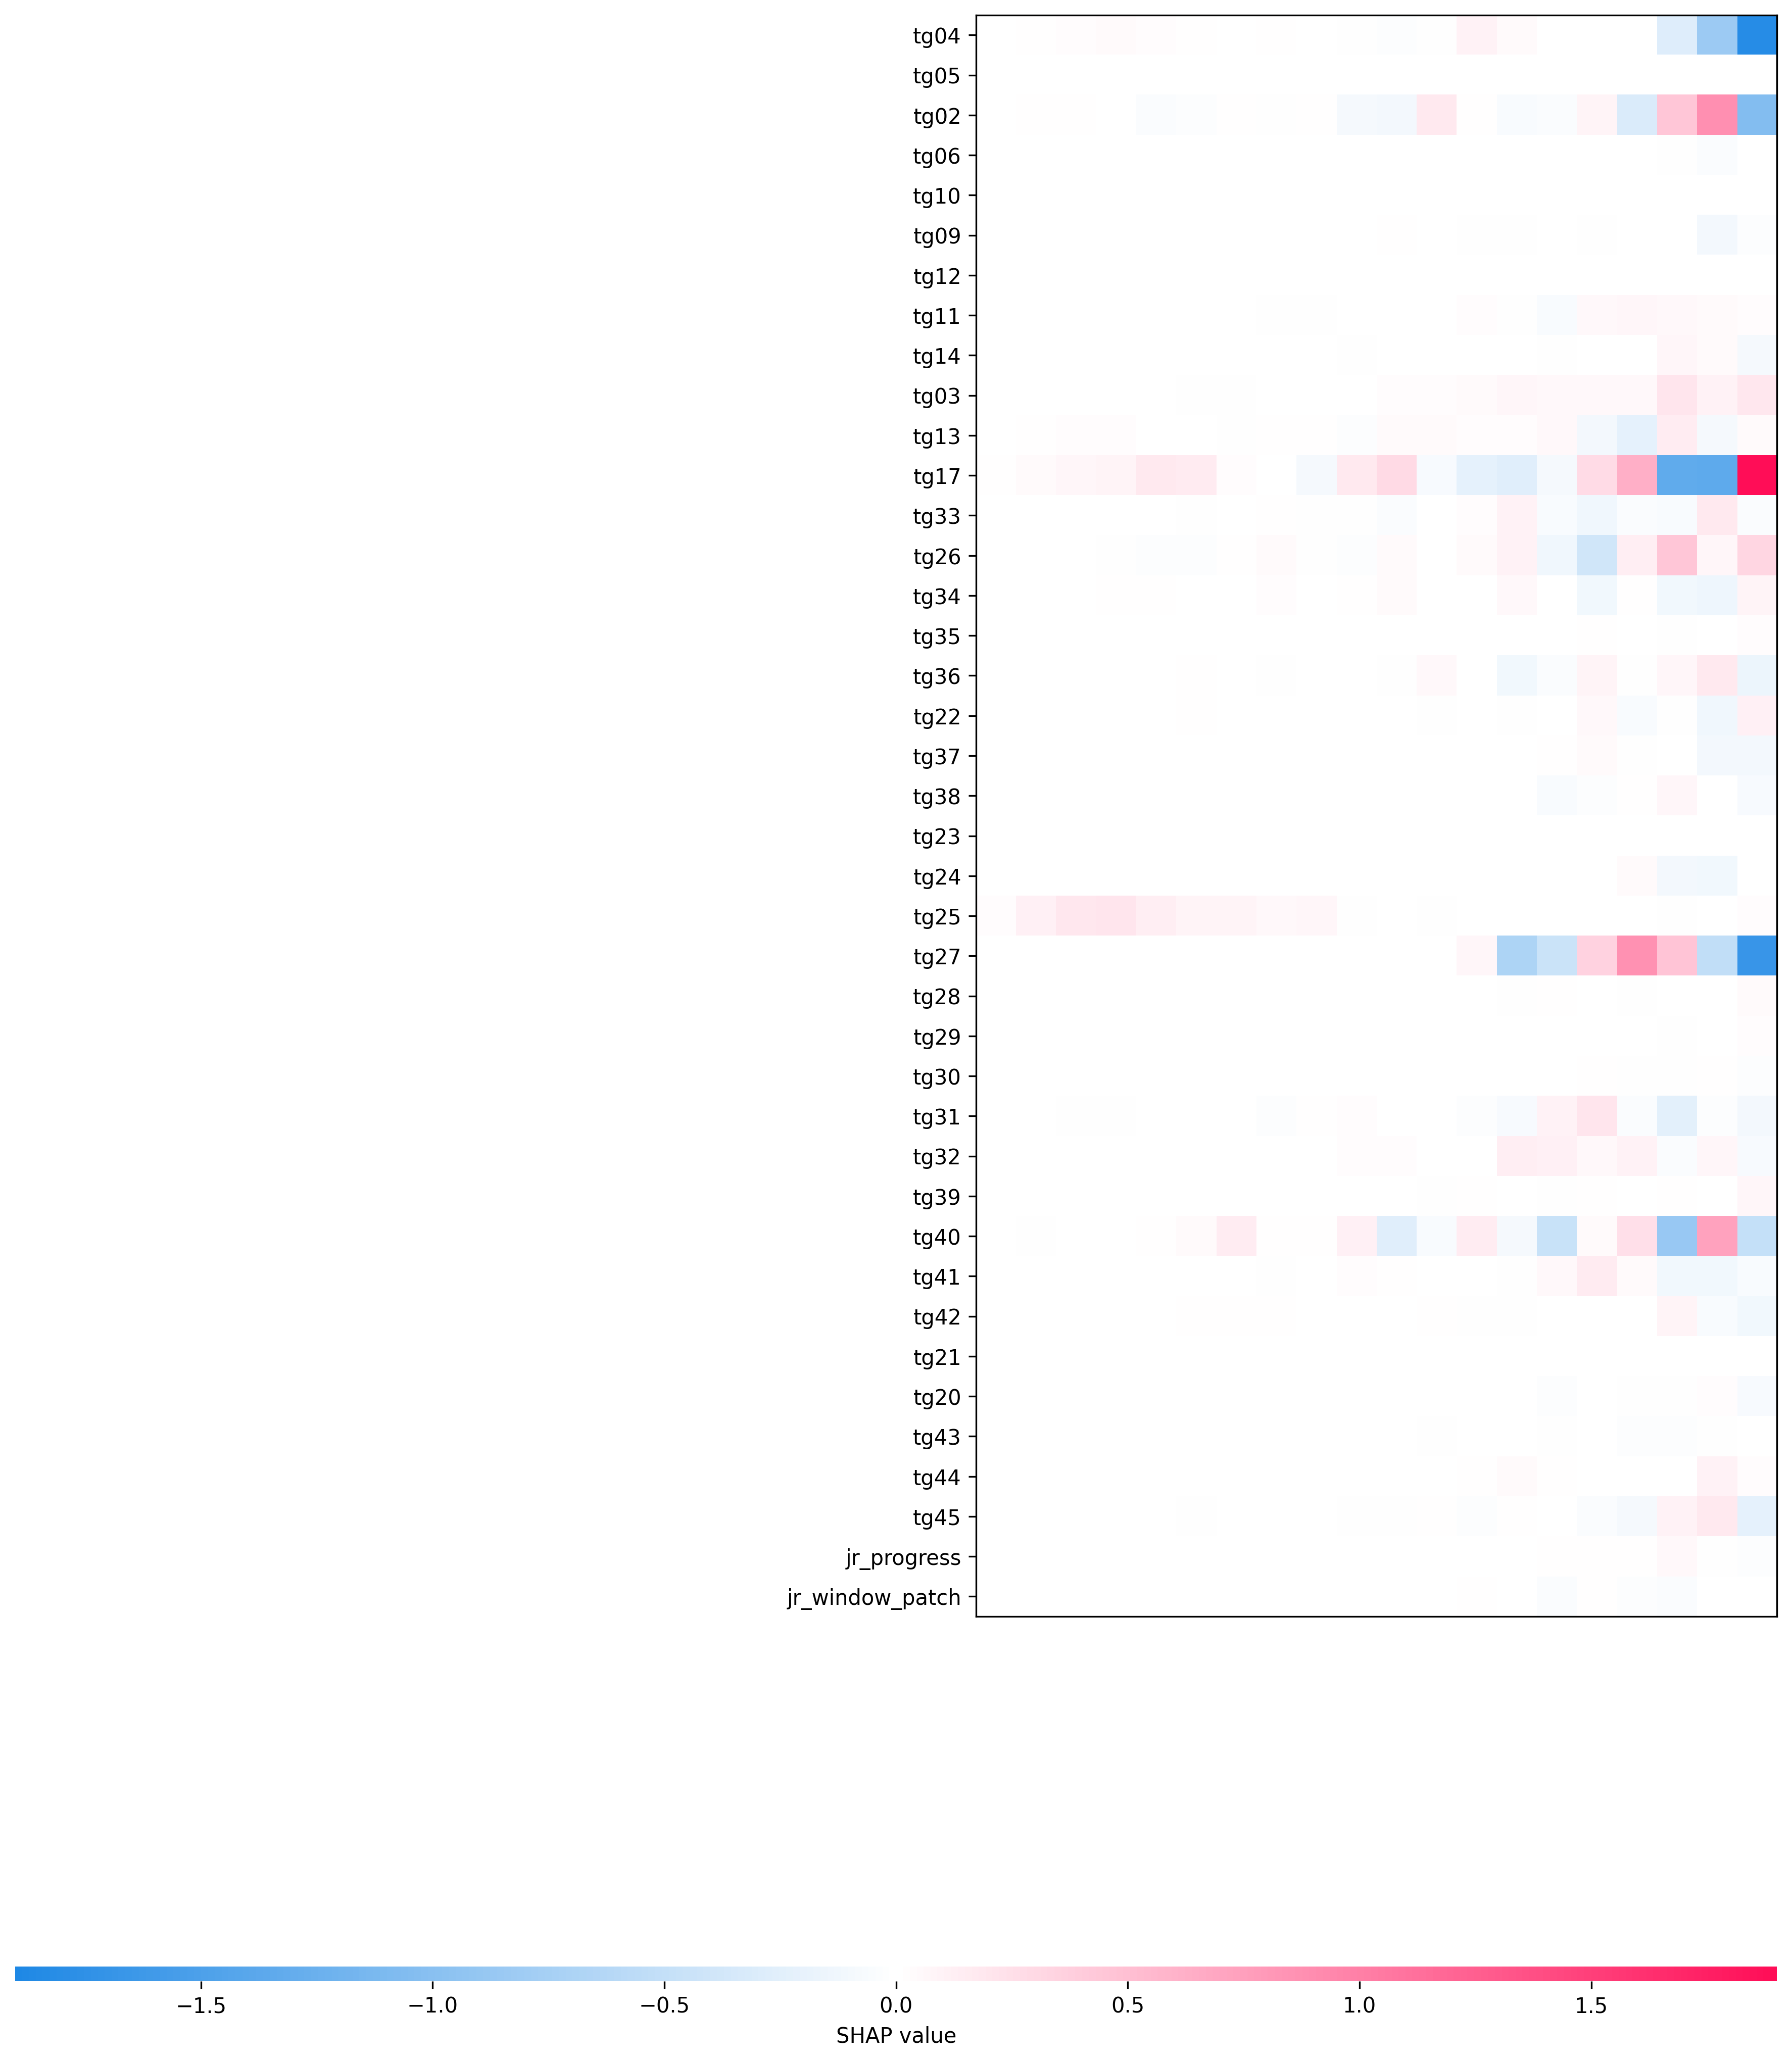 tg04
tg05
tg02
tg06
tg10
tg09
tg12
tg11
tg14
tg03
tg13
tg17
tg33
tg26
tg34
tg35
tg36
tg22
tg37
tg38
tg23
tg24
tg25
tg27
tg28
tg29
tg30
tg31
tg32
tg39
tg40
tg41
tg42
tg21
tg20
tg43
tg44
tg45
jr_progress
jr_window_patch
−1.5 −1.0 −0.5 0.0 0.5 1.0 1.5
SHAP value